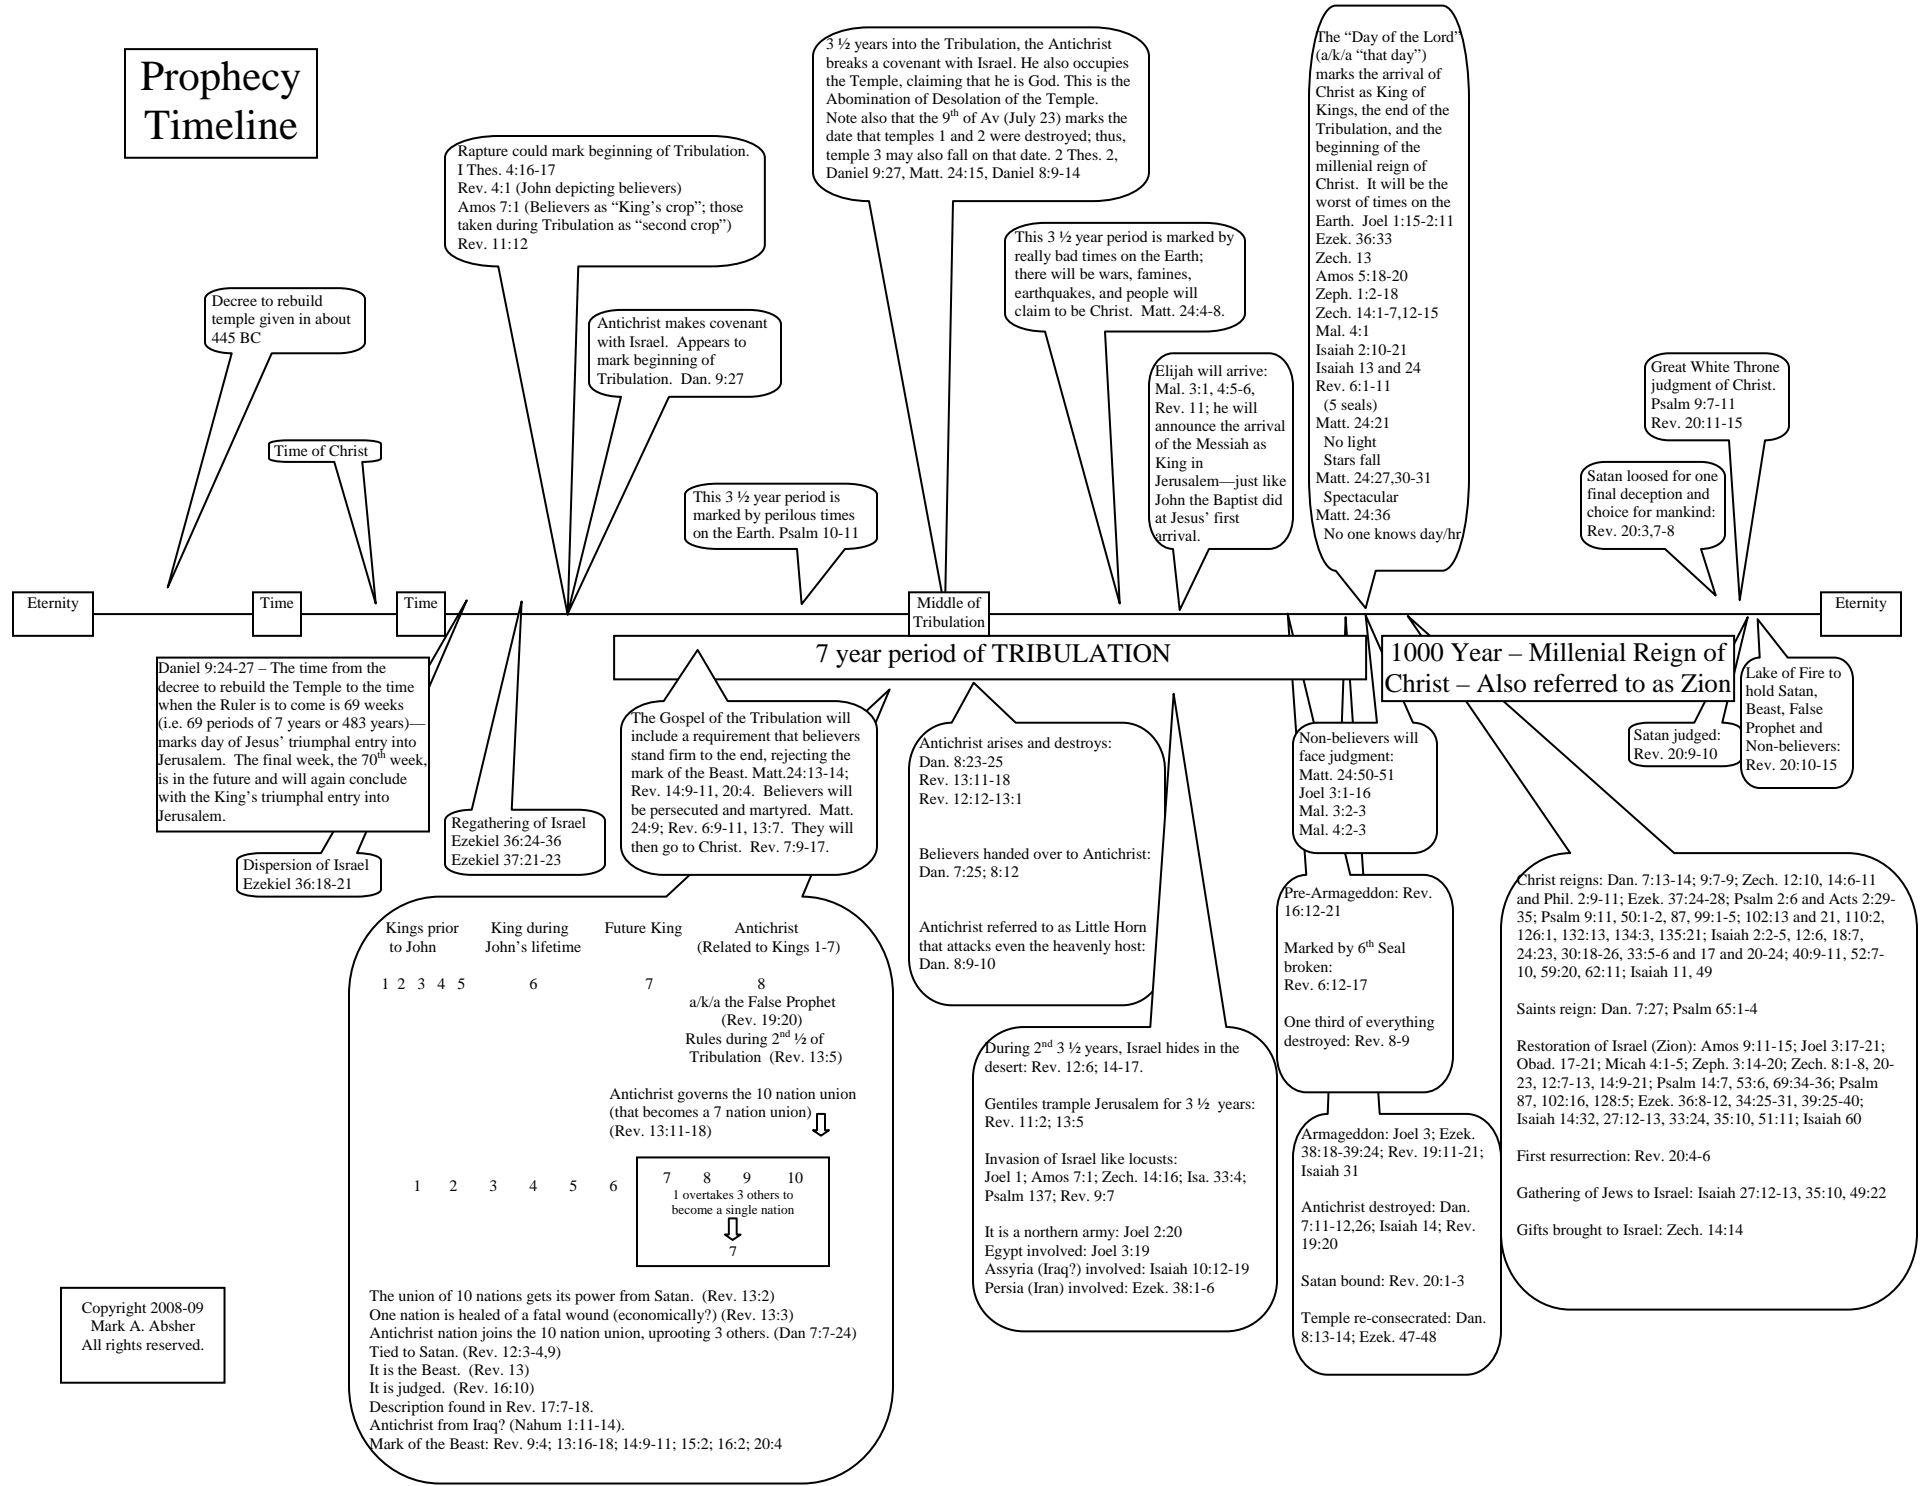 Prophecy
Timeline
Decree to rebuild
temple given in about
445 BC
Time of Christ
Rapture could mark beginning of Tribulation.
I Thes. 4:16-17
Rev. 4:1 (John depicting believers)
Amos 7:1 (Believers as “King’s crop”; those
taken during Tribulation as “second crop”)
Rev. 11:12
Antichrist makes covenant
with Israel. Appears to
mark beginning of
Tribulation. Dan. 9:27
This 3 ½ year period is
marked by perilous times
on the Earth. Psalm 10-11
3 ½ years into the Tribulation, the Antichrist
breaks a covenant with Israel. He also occupies
the Temple, claiming that he is God. This is the
Abomination of Desolation of the Temple.
Note also that the 9th of Av (July 23) marks the
date that temples 1 and 2 were destroyed; thus,
temple 3 may also fall on that date. 2 Thes. 2,
Daniel 9:27, Matt. 24:15, Daniel 8:9-14
This 3 ½ year period is marked by
really bad times on the Earth;
there will be wars, famines,
earthquakes, and people will
claim to be Christ. Matt. 24:4-8.
Elijah will arrive:
Mal. 3:1, 4:5-6,
Rev. 11; he will
announce the arrival
of the Messiah as
King in
Jerusalem—just like
John the Baptist did
at Jesus’ first
arrival.
The “Day of the Lord”
(a/k/a “that day”)
marks the arrival of
Christ as King of
Kings, the end of the
Tribulation, and the
beginning of the
millenial reign of
Christ. It will be the
worst of times on the
Earth. Joel 1:15-2:11
Ezek. 36:33
Zech. 13
Amos 5:18-20
Zeph. 1:2-18
Zech. 14:1-7,12-15
Mal. 4:1
Isaiah 2:10-21
Isaiah 13 and 24
Rev. 6:1-11
(5 seals)
Matt. 24:21
No light
Stars fall
Matt. 24:27,30-31
Spectacular
Matt. 24:36
No one knows day/hr
Satan loosed for one
final deception and
choice for mankind:
Rev. 20:3,7-8
Great White Throne
judgment of Christ.
Psalm 9:7-11
Rev. 20:11-15
Eternity
Time
Time
Middle of
Tribulation
Eternity
7 year period of TRIBULATION
1000 Year – Millenial Reign of
Christ – Also referred to as Zion
Daniel 9:24-27 – The time from the
decree to rebuild the Temple to the time
when the Ruler is to come is 69 weeks
(i.e. 69 periods of 7 years or 483 years)—
marks day of Jesus’ triumphal entry into
Jerusalem. The final week, the 70th week,
is in the future and will again conclude
with the King’s triumphal entry into
Jerusalem.
Dispersion of Israel
Ezekiel 36:18-21
Regathering of Israel
Ezekiel 36:24-36
Ezekiel 37:21-23
The Gospel of the Tribulation will
include a requirement that believers
stand firm to the end, rejecting the
mark of the Beast. Matt.24:13-14;
Rev. 14:9-11, 20:4. Believers will
be persecuted and martyred. Matt.
24:9; Rev. 6:9-11, 13:7. They will
then go to Christ. Rev. 7:9-17.
Antichrist arises and destroys:
Dan. 8:23-25
Rev. 13:11-18
Rev. 12:12-13:1
Believers handed over to Antichrist:
Dan. 7:25; 8:12
Antichrist referred to as Little Horn
that attacks even the heavenly host:
Dan. 8:9-10
Non-believers will
face judgment:
Matt. 24:50-51
Joel 3:1-16
Mal. 3:2-3
Mal. 4:2-3
Satan judged:
Rev. 20:9-10
Lake of Fire to
hold Satan,
Beast, False
Prophet and
Non-believers:
Rev. 20:10-15
Kings prior
to John
King during
John’s lifetime
Future King
Antichrist
(Related to Kings 1-7)
1 2 3 4 5 6 7 8
a/k/a the False Prophet
(Rev. 19:20)
Rules during 2nd ½ of
Tribulation (Rev. 13:5)
Antichrist governs the 10 nation union
(that becomes a 7 nation union)
(Rev. 13:11-18)
1 2 3 4 5 6 7 8 9 10
1 overtakes 3 others to
become a single nation
7
The union of 10 nations gets its power from Satan. (Rev. 13:2)
One nation is healed of a fatal wound (economically?) (Rev. 13:3)
Antichrist nation joins the 10 nation union, uprooting 3 others. (Dan 7:7-24)
Tied to Satan. (Rev. 12:3-4,9)
It is the Beast. (Rev. 13)
It is judged. (Rev. 16:10)
Description found in Rev. 17:7-18.
Antichrist from Iraq? (Nahum 1:11-14).
Mark of the Beast: Rev. 9:4; 13:16-18; 14:9-11; 15:2; 16:2; 20:4
During 2nd 3 ½ years, Israel hides in the
desert: Rev. 12:6; 14-17.
Gentiles trample Jerusalem for 3 ½ years:
Rev. 11:2; 13:5
Invasion of Israel like locusts:
Joel 1; Amos 7:1; Zech. 14:16; Isa. 33:4;
Psalm 137; Rev. 9:7
It is a northern army: Joel 2:20
Egypt involved: Joel 3:19
Assyria (Iraq?) involved: Isaiah 10:12-19
Persia (Iran) involved: Ezek. 38:1-6
Pre-Armageddon: Rev.
16:12-21
Marked by 6th Seal
broken:
Rev. 6:12-17
One third of everything
destroyed: Rev. 8-9
Armageddon: Joel 3; Ezek.
38:18-39:24; Rev. 19:11-21;
Isaiah 31
Antichrist destroyed: Dan.
7:11-12,26; Isaiah 14; Rev.
19:20
Satan bound: Rev. 20:1-3
Temple re-consecrated: Dan.
8:13-14; Ezek. 47-48
Christ reigns: Dan. 7:13-14; 9:7-9; Zech. 12:10, 14:6-11
and Phil. 2:9-11; Ezek. 37:24-28; Psalm 2:6 and Acts 2:29-
35; Psalm 9:11, 50:1-2, 87, 99:1-5; 102:13 and 21, 110:2,
126:1, 132:13, 134:3, 135:21; Isaiah 2:2-5, 12:6, 18:7,
24:23, 30:18-26, 33:5-6 and 17 and 20-24; 40:9-11, 52:7-
10, 59:20, 62:11; Isaiah 11, 49
Saints reign: Dan. 7:27; Psalm 65:1-4
Restoration of Israel (Zion): Amos 9:11-15; Joel 3:17-21;
Obad. 17-21; Micah 4:1-5; Zeph. 3:14-20; Zech. 8:1-8, 20-
23, 12:7-13, 14:9-21; Psalm 14:7, 53:6, 69:34-36; Psalm
87, 102:16, 128:5; Ezek. 36:8-12, 34:25-31, 39:25-40;
Isaiah 14:32, 27:12-13, 33:24, 35:10, 51:11; Isaiah 60
First resurrection: Rev. 20:4-6
Gathering of Jews to Israel: Isaiah 27:12-13, 35:10, 49:22
Gifts brought to Israel: Zech. 14:14
Copyright 2008-09
Mark A. Absher
All rights reserved.